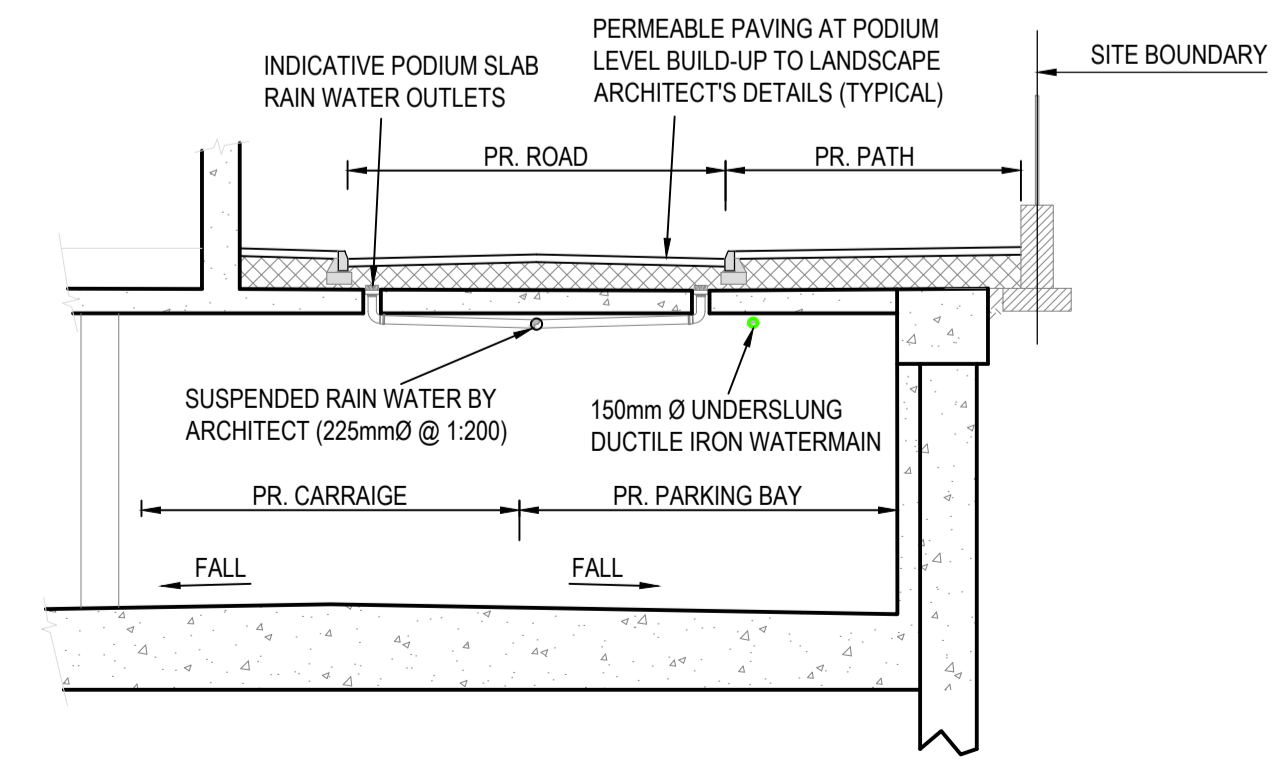 PERMEABLE PAVING AT PODIUM
LEVEL BUILD-UP TO LANDSCAPE
ARCHITECT'S DETAILS (TYPICAL)
SITE BOUNDARY
INDICATIVE PODIUM SLAB
RAIN WATER OUTLETS
PR. ROAD
PR. PATH
SUSPENDED RAIN WATER BY
ARCHITECT (225mmØ @ 1:200)
150mm Ø UNDERSLUNG
DUCTILE IRON WATERMAIN
PR. CARRAIGE
PR. PARKING BAY
FALL
FALL